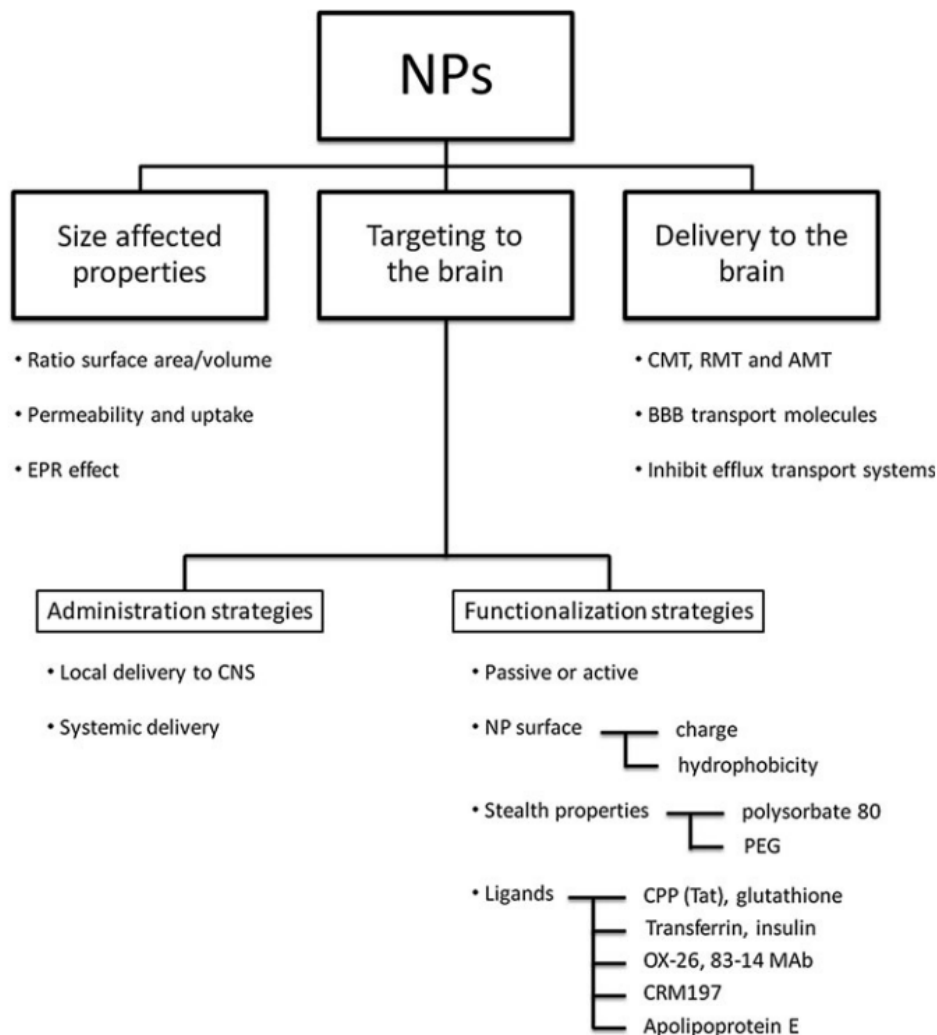 NPs
Size affected
properties
Targeting to
the brain
Delivery to the
brain
• Ratio surface area/volume
• Permeability and uptake
• EPR effect
• CMT, RMT and AMT
• BBB transport molecules
• Inhibit efflux transport systems
Administration strategies
• Local delivery to CNS
• Systemic delivery
Functionalization strategies
• Passive or active
• NP surface
charge
hydrophobicity
• Stealth properties
polysorbate 80
PEG
• Ligands
CPP (Tat), glutathione
Transferrin, insulin
OX-26, 83-14 MAb
CRM197
Apolipoprotein E